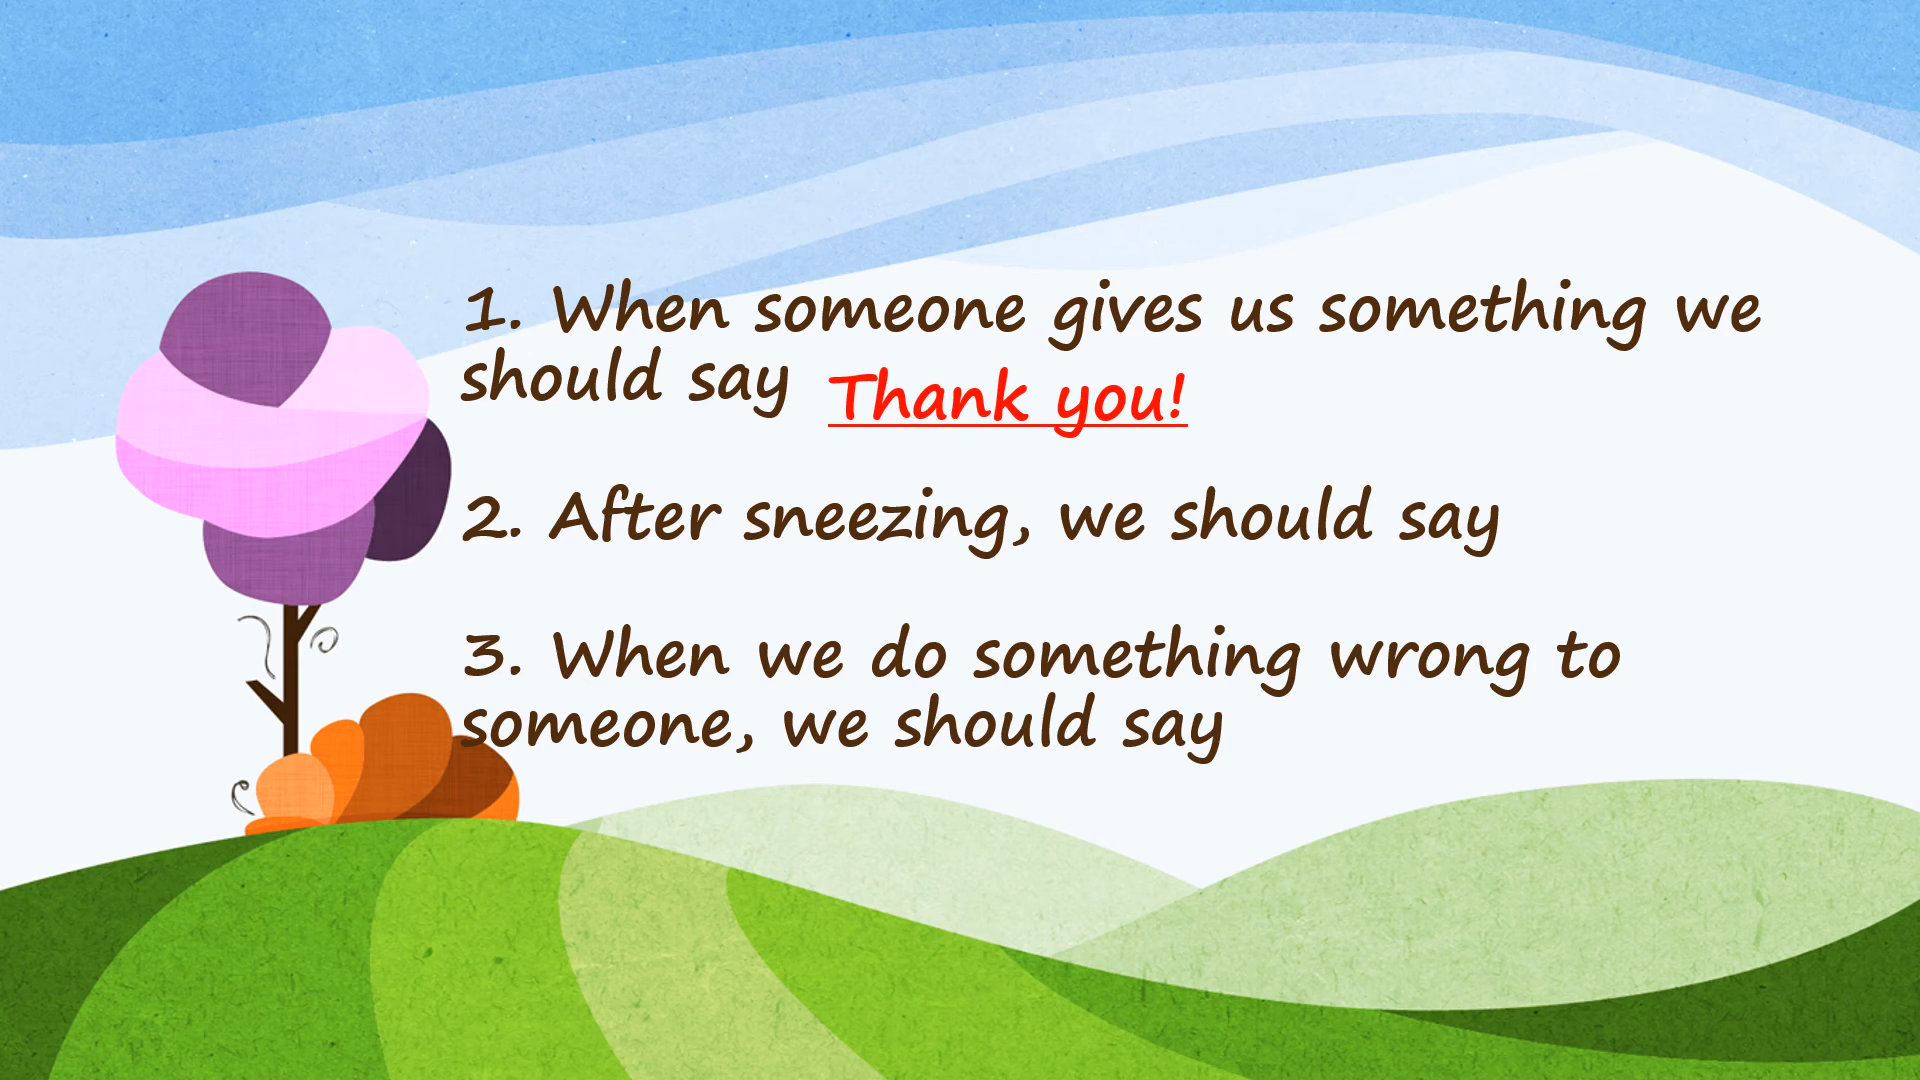 1. When someone gives us something we
should say Thank you!
2. After sneezing, we should say
3. When we do something wrong to
someone, we should say